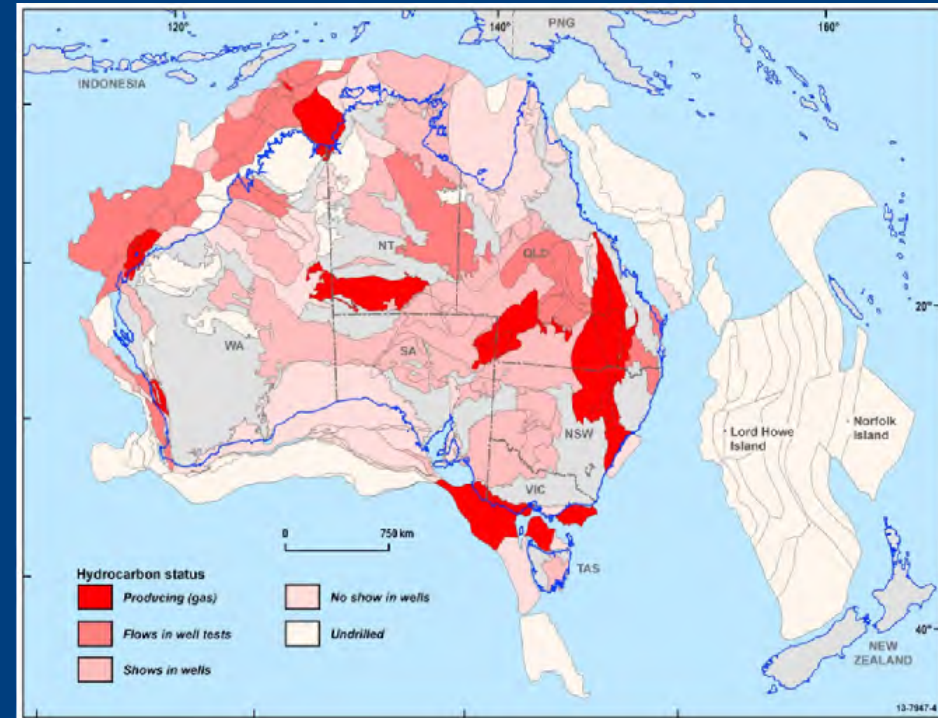 120°
140°
PNG
160°
INDONESIA
NT
QLD
20°
WA
SA
Lord Howe
Island
Norfolk
Island
NSW
VIC
0
750 km
TAS
Hydrocarbon status
Producing (gas)
No show in wells
Flows in well tests
Undrilled
Shows in wells
40°
NEW
ZEALAND
13-7947-4